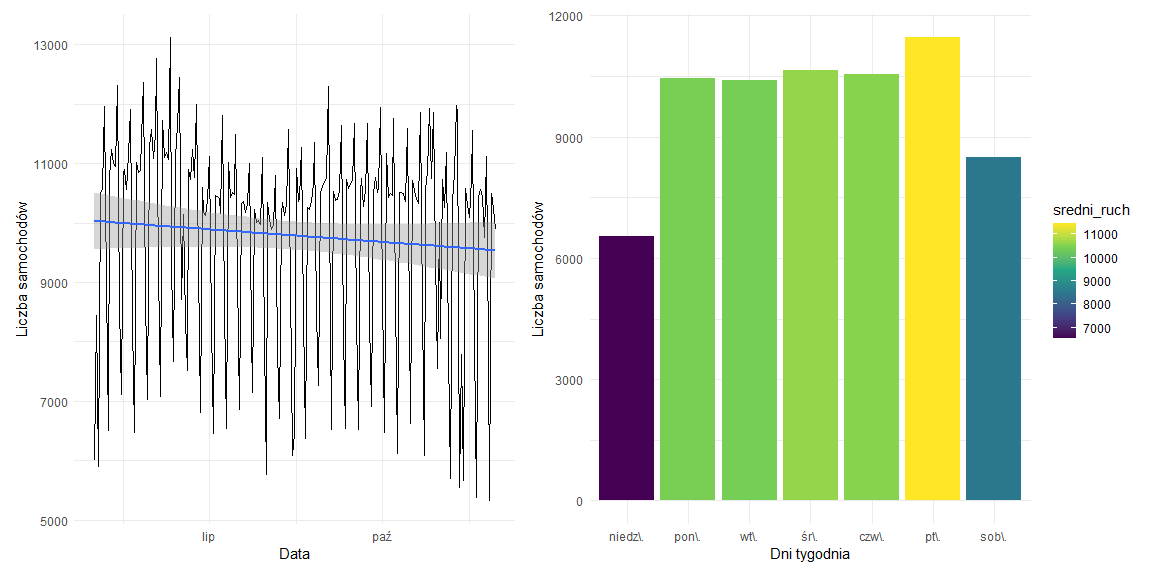 Liczba samochodów
13000
11000
9000
7000
5000
lip
paź
Data
Liczba samochodów
12000
9000
6000
3000
0
niedz\.
pon\.
wt\.
śr\.
czw\.
pt\.
sob\.
Dni tygodnia
sredni_ruch
11000
10000
9000
8000
7000